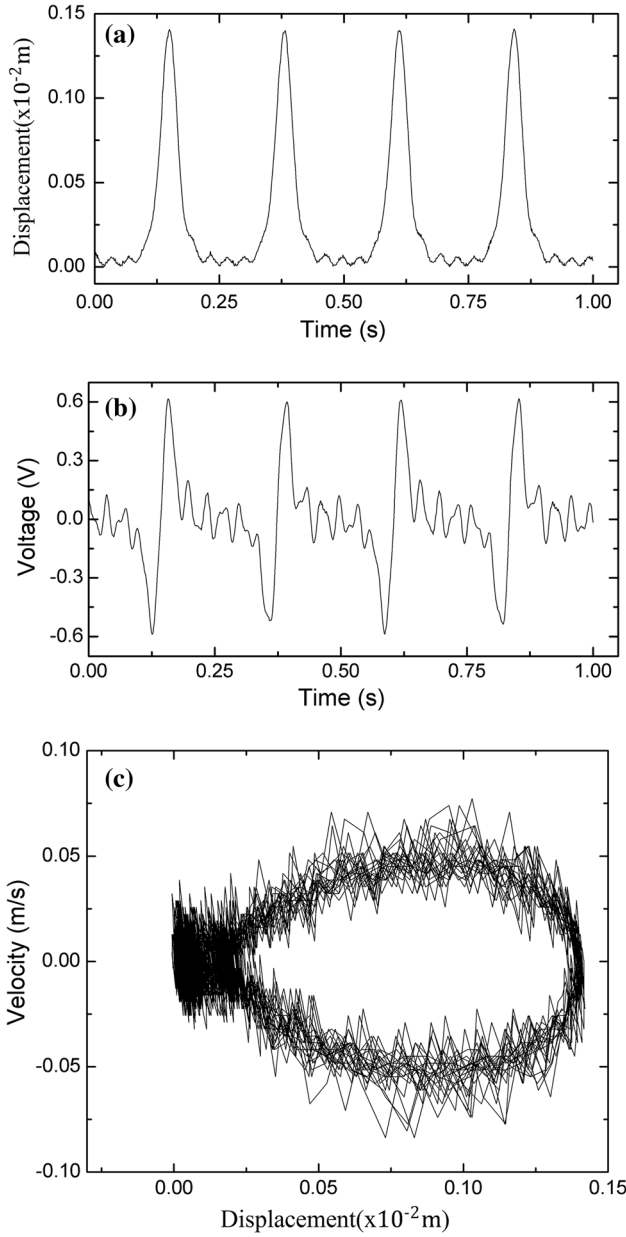 (a)
Displacement(x10⁻²m)
0.15
0.10
0.05
0.00
0.00 0.25 0.50 0.75 1.00
Time (s)
(b)
Voltage (V)
0.6
0.3
0.0
-0.3
-0.6
0.00 0.25 0.50 0.75 1.00
Time (s)
(c)
Velocity (m/s)
0.10
0.05
0.00
-0.05
-0.10
0.00 0.05 0.10 0.15
Displacement(x10⁻²m)